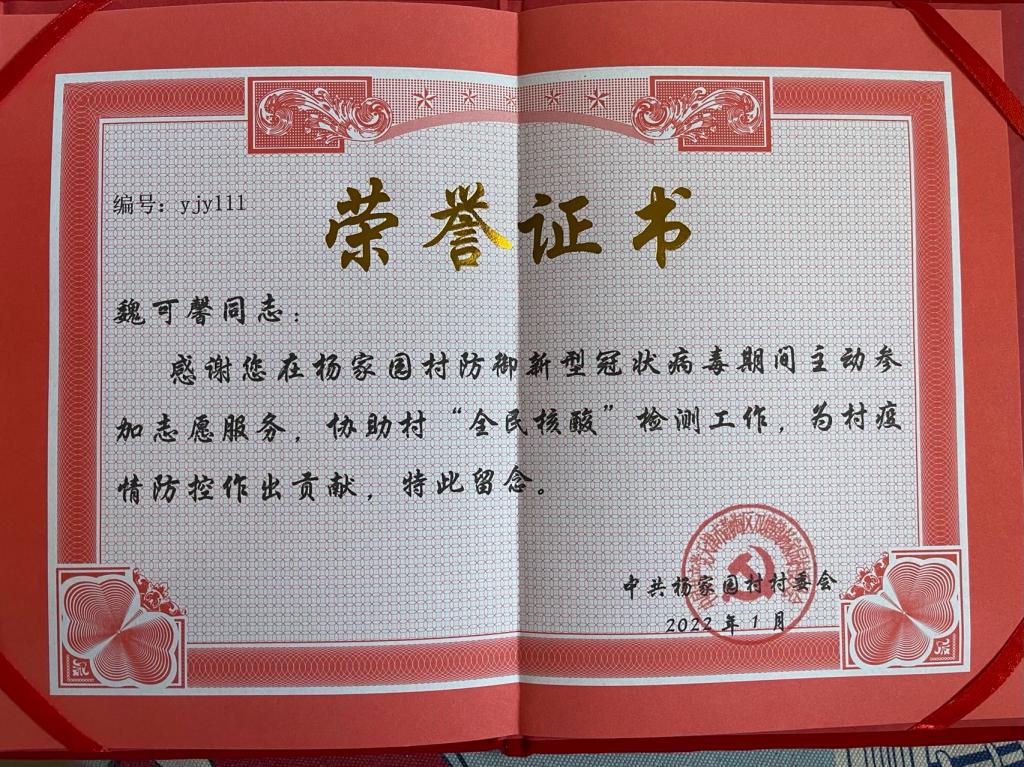 编号：yjy111
荣誉证书
魏可馨同志：
感谢您在杨家园村防御新型冠状病毒期间主动参
加志愿服务，协助村“全民核酸”检测工作，为村疫
情防控作出贡献，特此留念。
中共杨家园村村委会
2022年1月